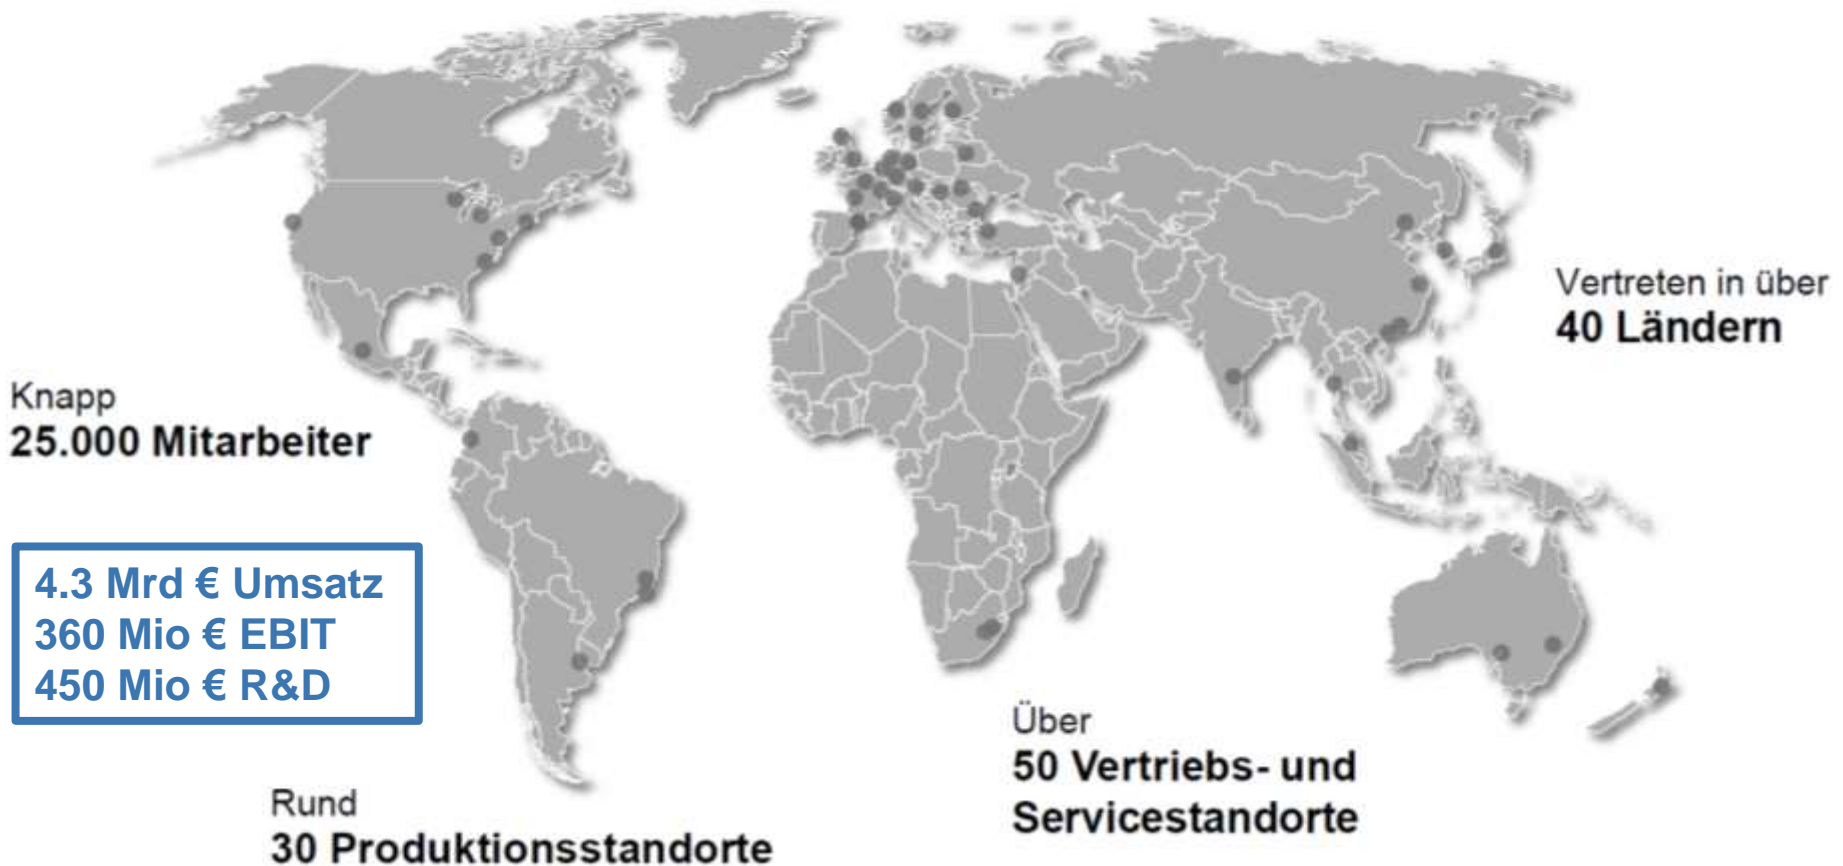 Vertreten in über
40 Ländern
Knapp
25.000 Mitarbeiter
4.3 Mrd € Umsatz
360 Mio € EBIT
450 Mio € R&D
Über
50 Vertriebs- und
Servicestandorte
Rund
30 Produktionsstandorte